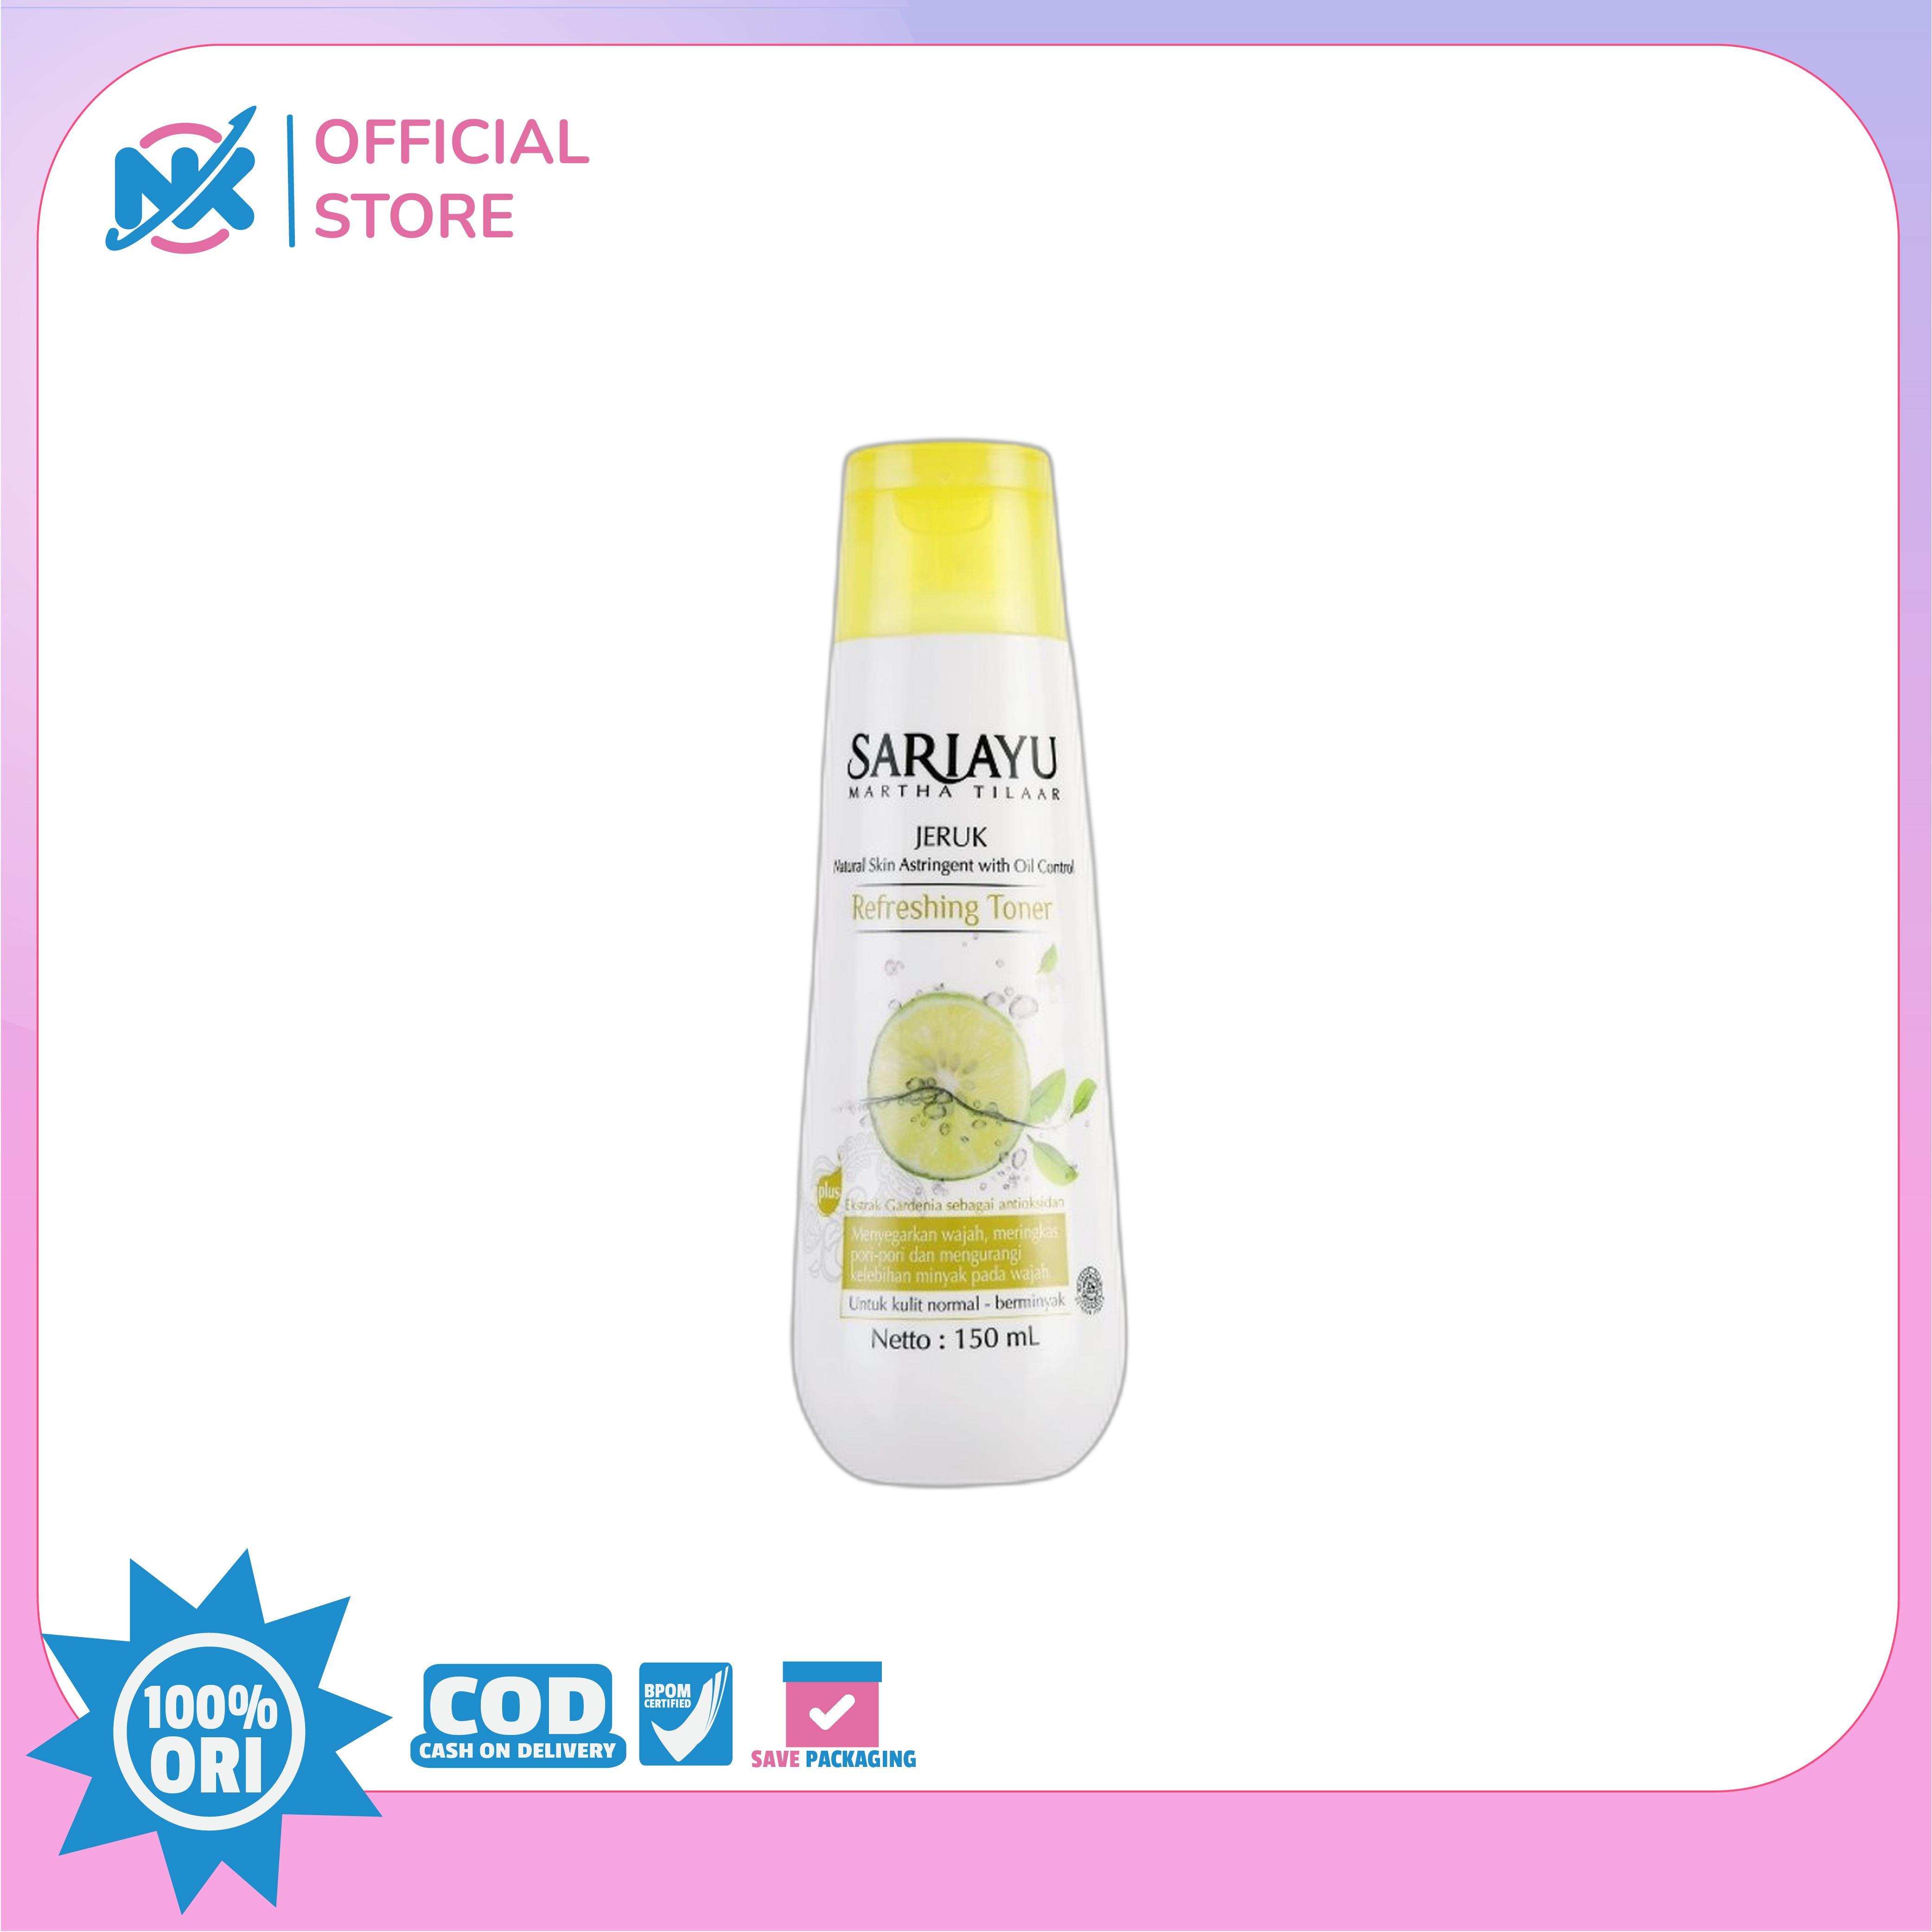 NK
OFFICIAL
STORE
SARIAYU
MARTHA TILAAR
JERUK
Natural Skin Astringent with Oil Control
Refreshing Toner
plus
Ekstrak Gardenia sebagai antioksidan
Menyegarkan wajah, meringkas
pori-pori dan mengurangi
kelebihan minyak pada wajah
Untuk kulit normal - berminyak
Netto : 150 mL
100%
ORI
COD
CASH ON DELIVERY
BPOM
CERTIFIED
SAVE PACKAGING